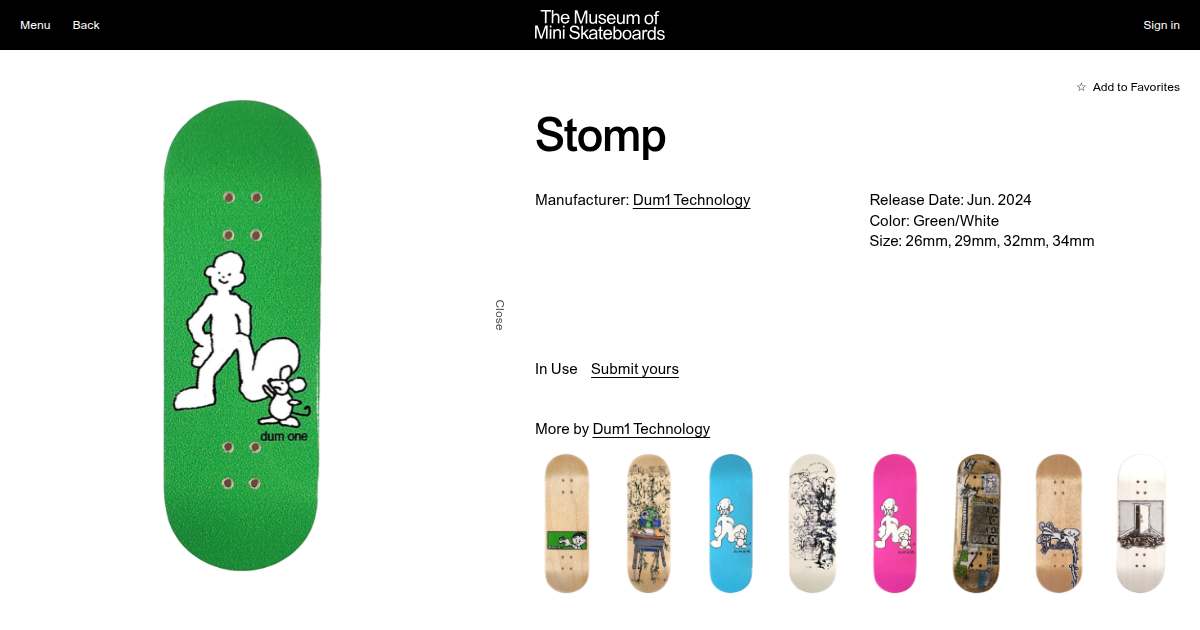 Menu
Back
The Museum of
Mini Skateboards
Sign in
☆ Add to Favorites
Stomp
Manufacturer: Dum1 Technology
Release Date: Jun. 2024
Color: Green/White
Size: 26mm, 29mm, 32mm, 34mm
dum one
Close
In Use Submit yours
More by Dum1 Technology